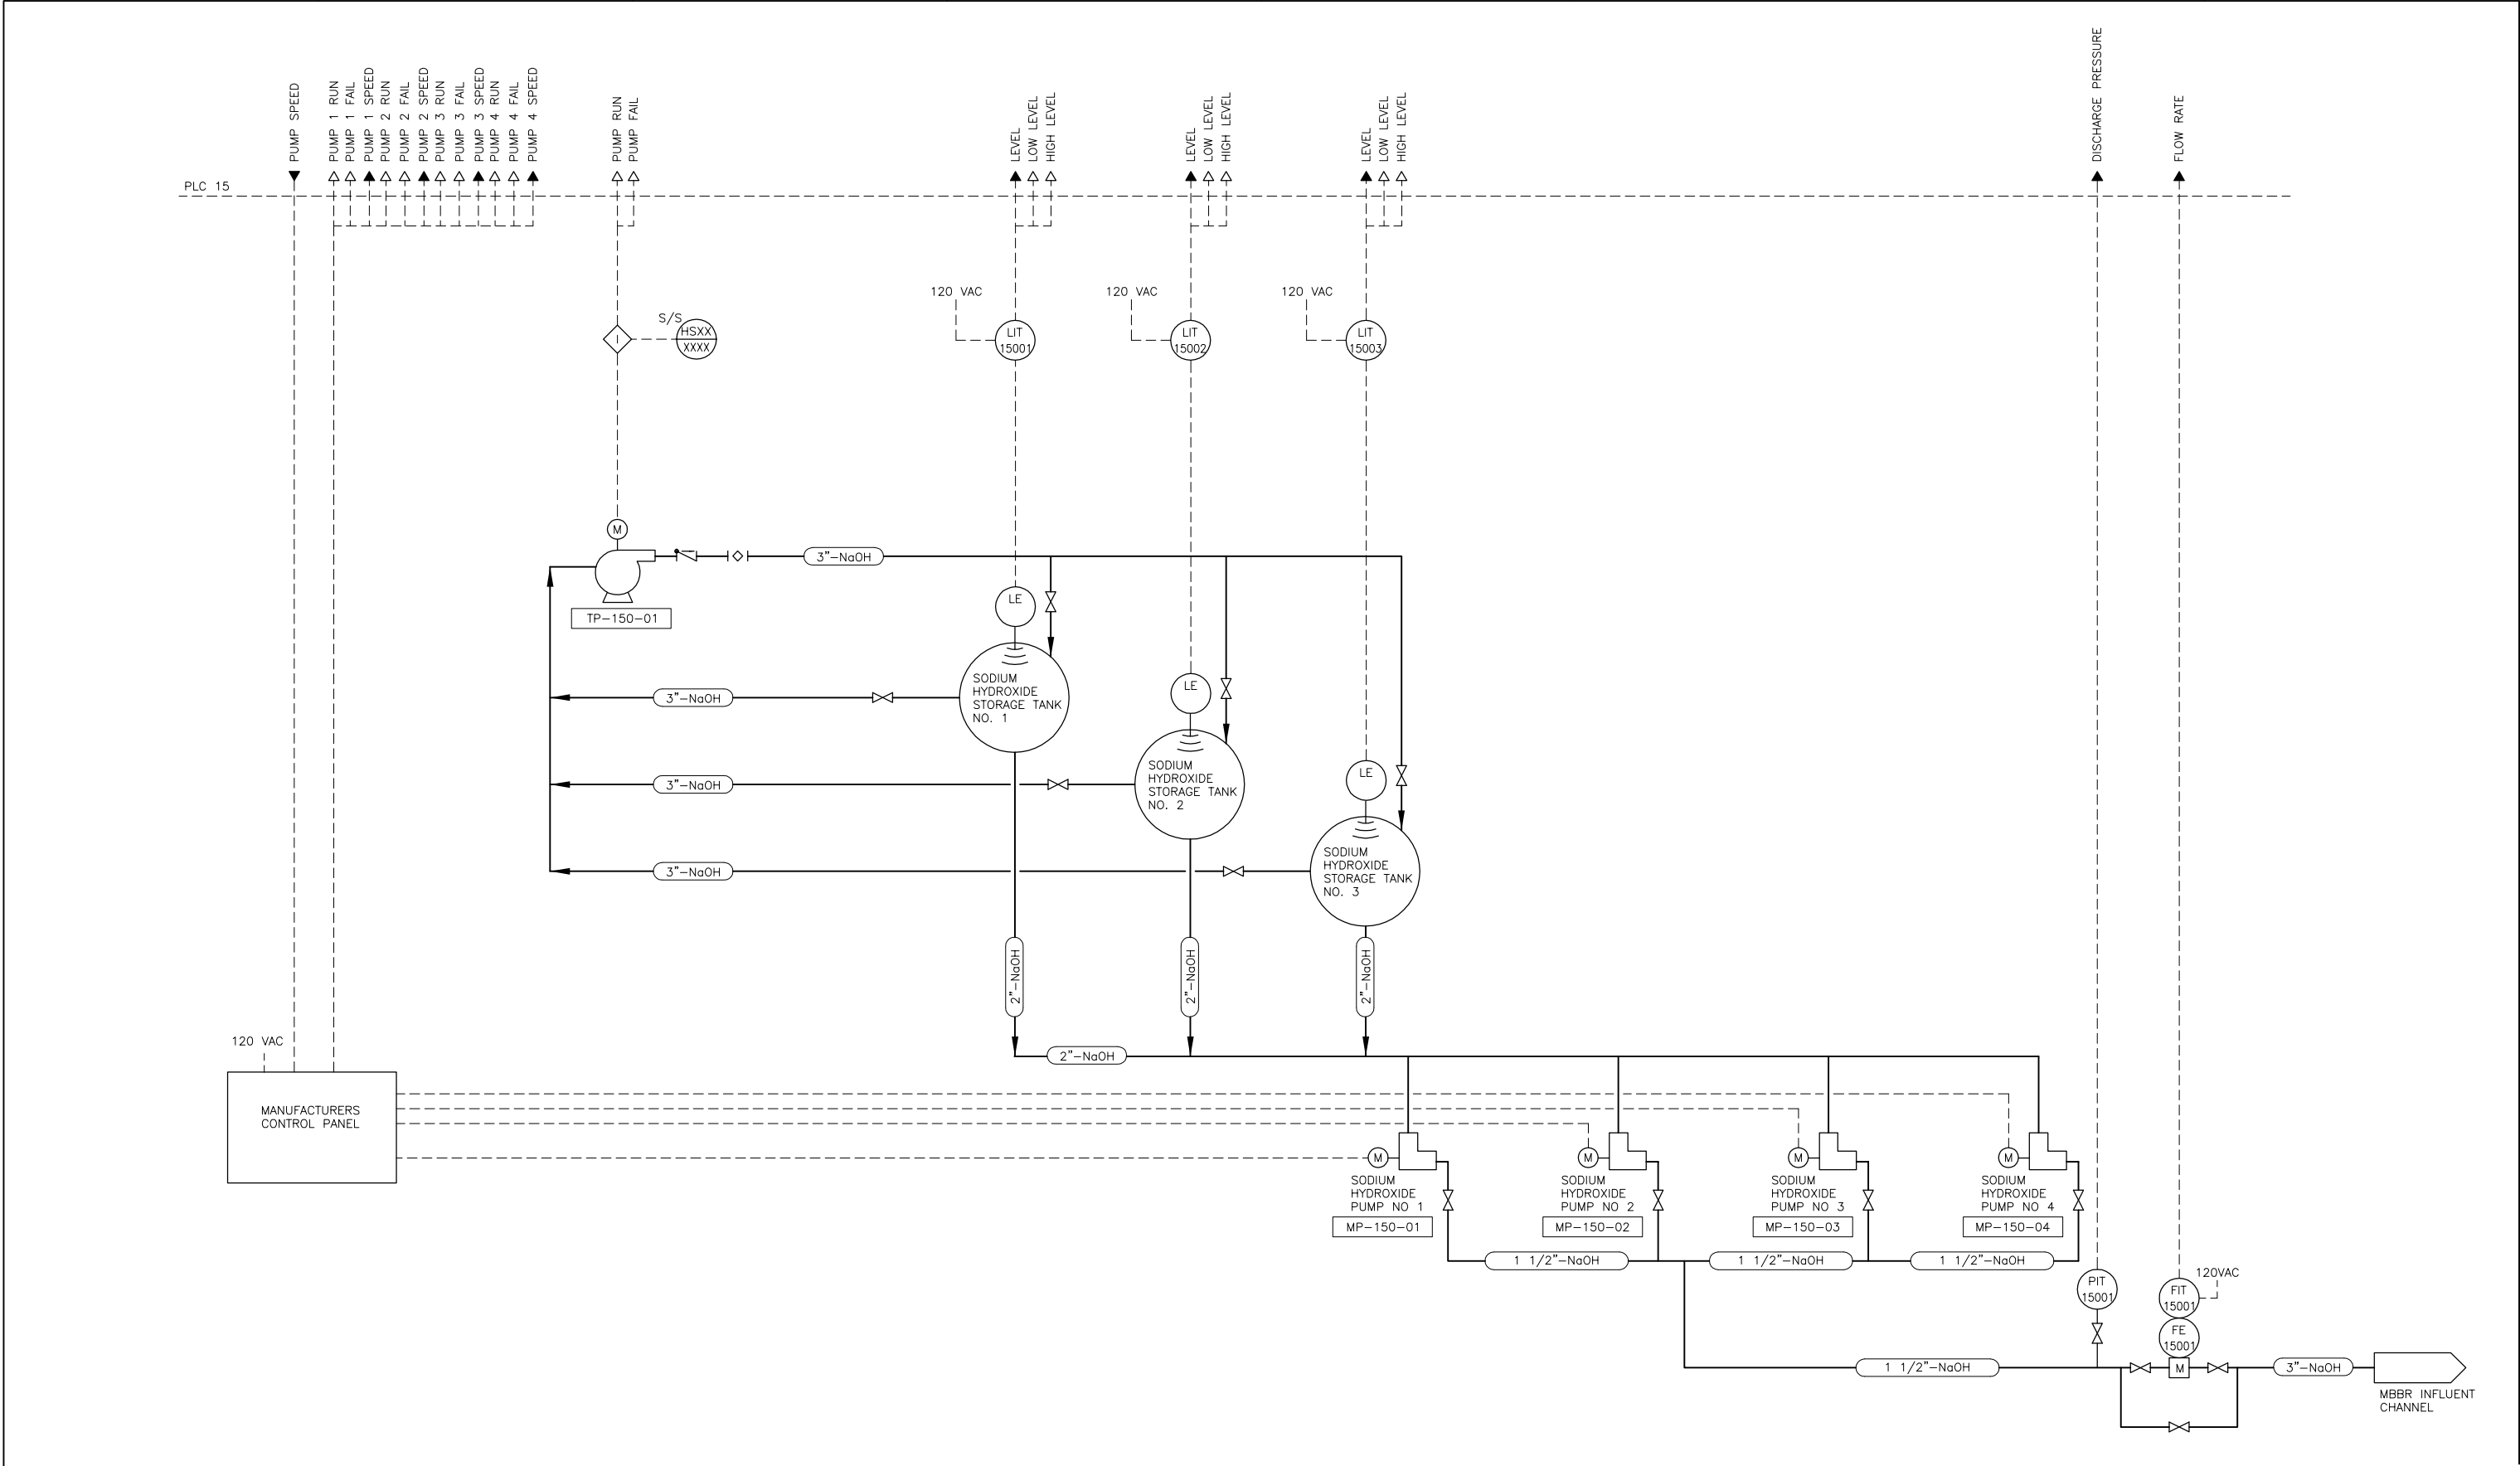 PUMP SPEED
PUMP 1 RUN
PUMP 1 FAIL
PUMP 1 SPEED
PUMP 2 RUN
PUMP 2 FAIL
PUMP 2 SPEED
PUMP 3 RUN
PUMP 3 FAIL
PUMP 3 SPEED
PUMP 4 RUN
PUMP 4 FAIL
PUMP 4 SPEED
PUMP RUN
PUMP FAIL
LEVEL
LOW LEVEL
HIGH LEVEL
LEVEL
LOW LEVEL
HIGH LEVEL
LEVEL
LOW LEVEL
HIGH LEVEL
DISCHARGE PRESSURE
FLOW RATE
PLC 15
120 VAC
120 VAC
120 VAC
S/S
HSXX
XXXX
I
LIT
15001
LIT
15002
LIT
15003
M
3"-NaOH
TP-150-01
LE
LE
LE
3"-NaOH
SODIUM
HYDROXIDE
STORAGE TANK
NO. 1
3"-NaOH
SODIUM
HYDROXIDE
STORAGE TANK
NO. 2
3"-NaOH
SODIUM
HYDROXIDE
STORAGE TANK
NO. 3
2"-NaOH
2"-NaOH
2"-NaOH
120 VAC
2"-NaOH
MANUFACTURERS
CONTROL PANEL
M
M
M
M
SODIUM
HYDROXIDE
PUMP NO 1
MP-150-01
SODIUM
HYDROXIDE
PUMP NO 2
MP-150-02
SODIUM
HYDROXIDE
PUMP NO 3
MP-150-03
SODIUM
HYDROXIDE
PUMP NO 4
MP-150-04
1 1/2"-NaOH
1 1/2"-NaOH
1 1/2"-NaOH
PIT
15001
FIT
15001
120VAC
FE
15001
1 1/2"-NaOH
M
3"-NaOH
MBBR INFLUENT
CHANNEL